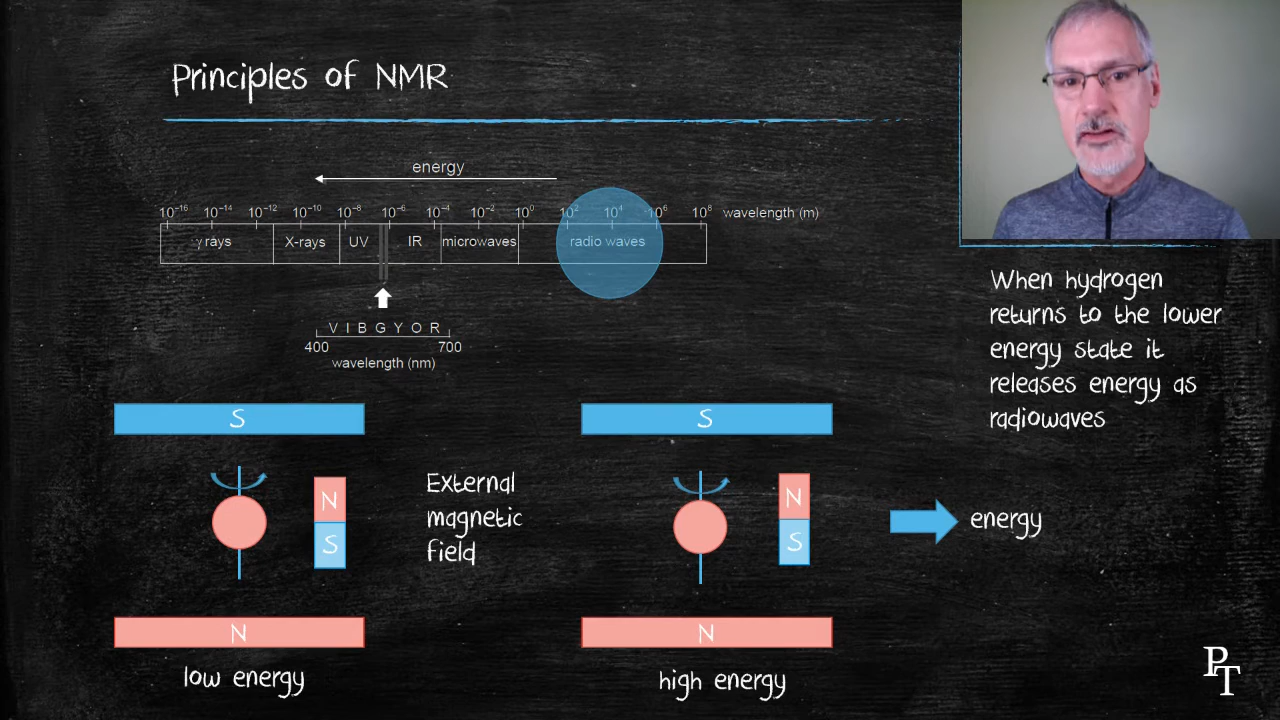 Principles of NMR
energy
10⁻¹⁶ 10⁻¹⁴ 10⁻¹² 10⁻¹⁰ 10⁻⁸ 10⁻⁶ 10⁻⁴ 10⁻² 10⁰ 10² 10⁴ 10⁶ 10⁸ wavelength (m)
γ rays X-rays UV IR microwaves radio waves
V I B G Y O R
400 700
wavelength (nm)
When hydrogen
returns to the lower
energy state it
releases energy as
radiowaves
S S
N N
S S
External
magnetic
field
energy
N N
low energy high energy
PT